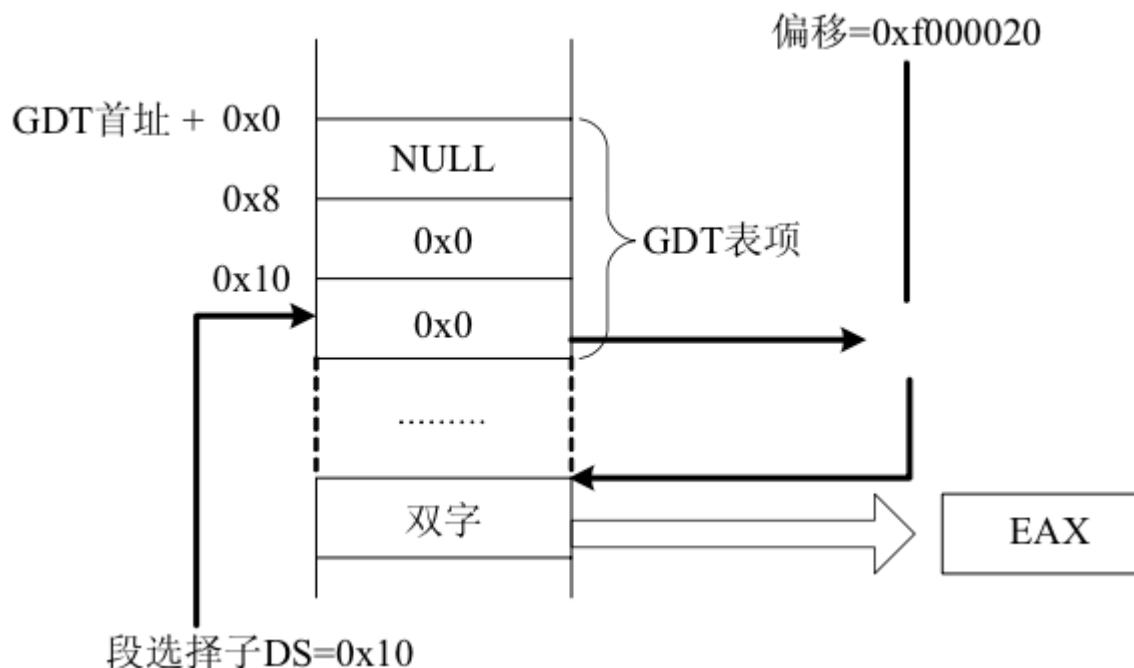 偏移=0xf000020
GDT首址 + 0x0
NULL
0x8
0x0
GDT表项
0x10
0x0
.........
双字
EAX
段选择子DS=0x10